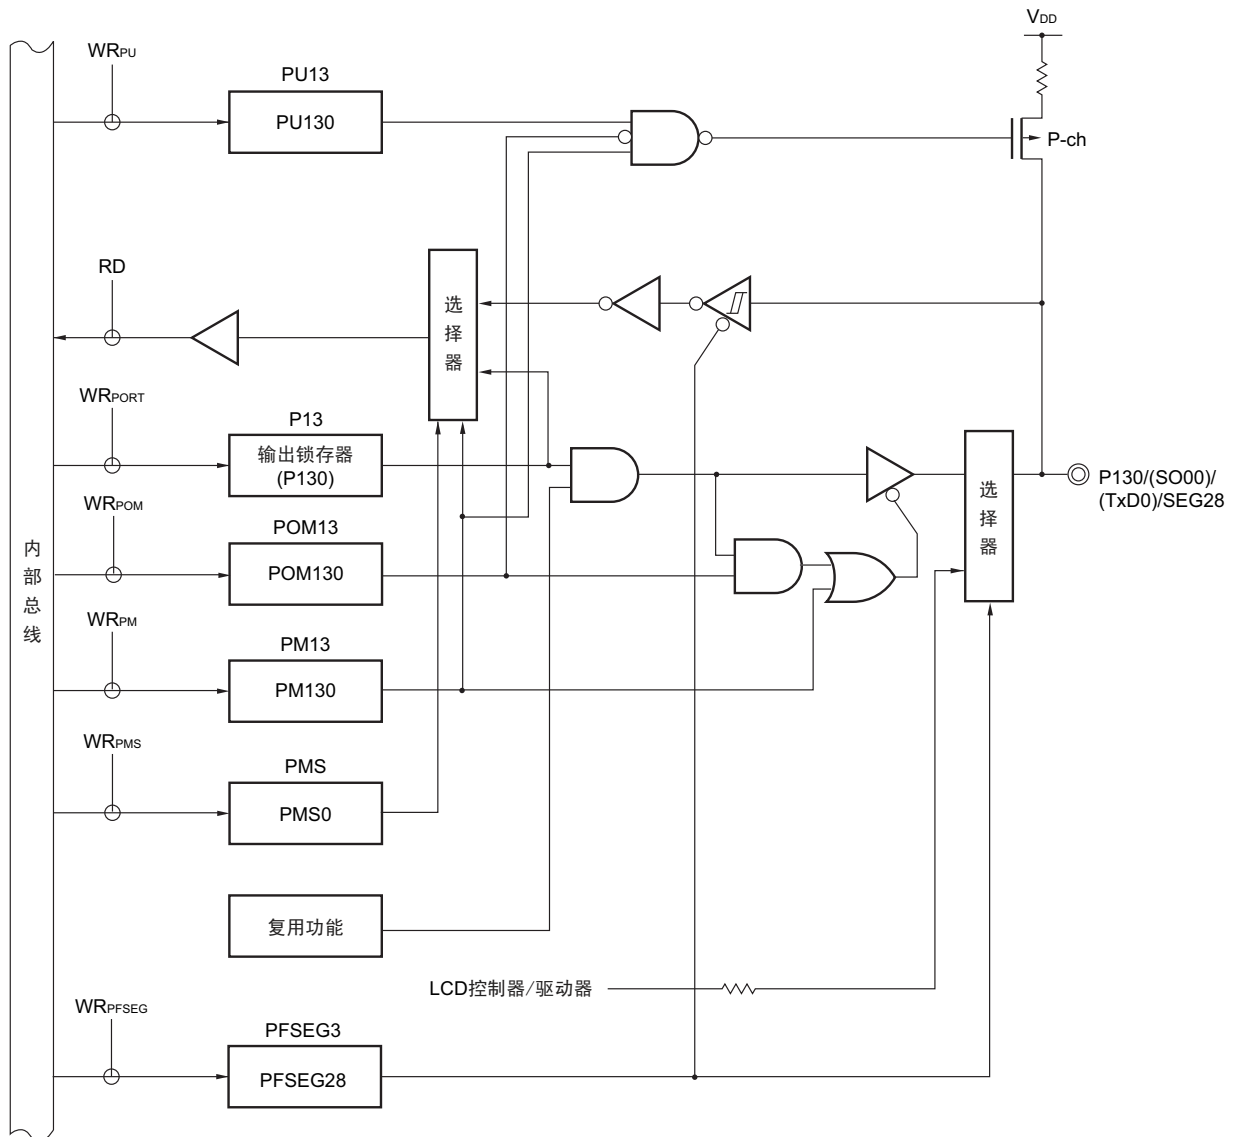 VDD
WRPU
PU13
PU130
P-ch
RD
选择器
WRPORT
P13
输出锁存器
(P130)
P130/(SO00)/
(TxD0)/SEG28
选择器
WRPOM
POM13
POM130
内部总线
WRPM
PM13
PM130
WRPMS
PMS
PMS0
复用功能
LCD控制器/驱动器
WRPFSEG
PFSEG3
PFSEG28